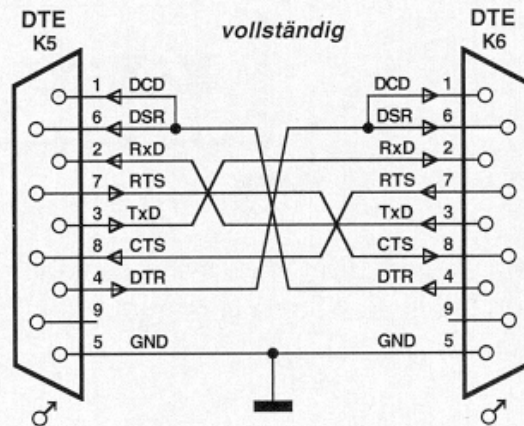 DTE
K5
vollständig
DTE
K6
1 DCD DCD 1
6 DSR DSR 6
2 RxD RxD 2
7 RTS RTS 7
3 TxD TxD 3
8 CTS CTS 8
4 DTR DTR 4
9 9
5 GND GND 5